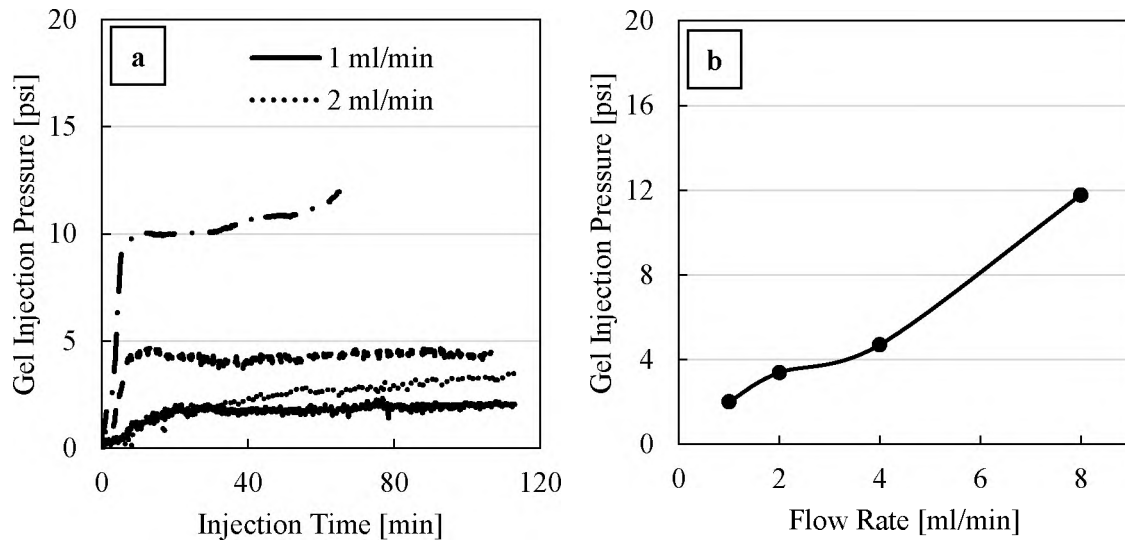 a
1 ml/min
2 ml/min
20
15
10
5
0
0 40 80 120
Gel Injection Pressure [psi]
Injection Time [min]
b
20
16
12
8
4
0
0 2 4 6 8
Gel Injection Pressure [psi]
Flow Rate [ml/min]